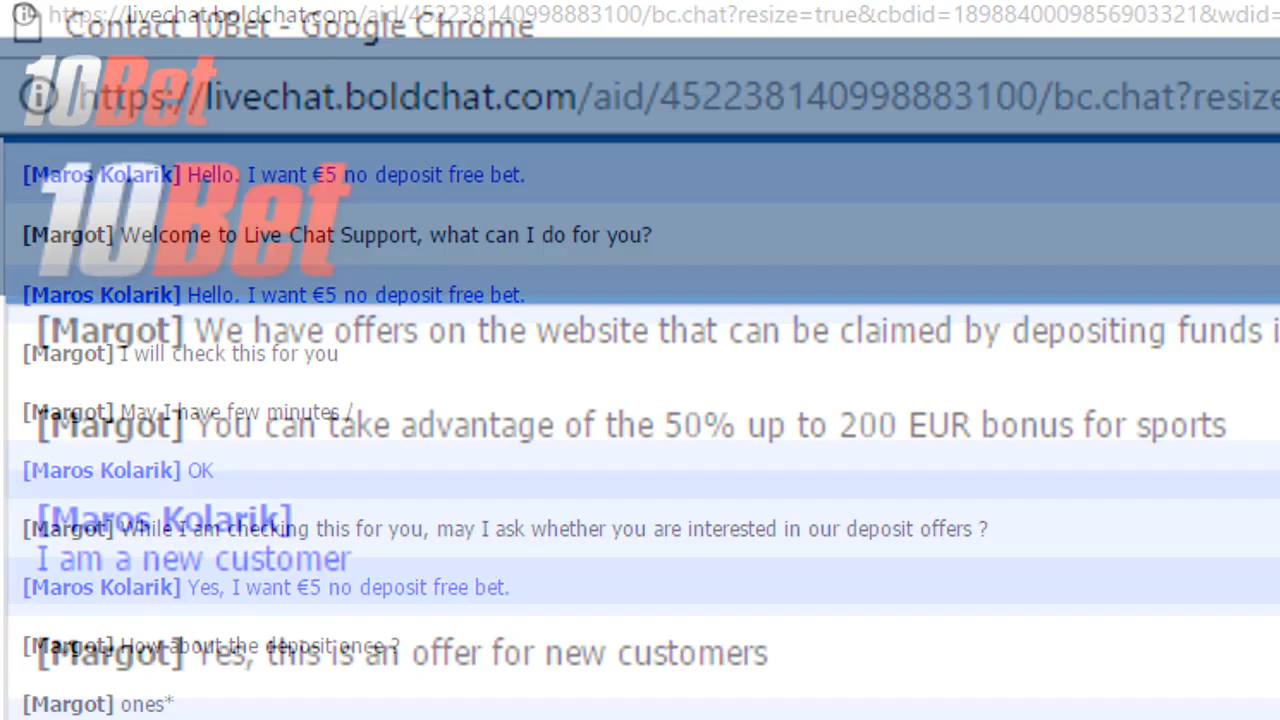 https://livechat.boldchat.com/aid/452238140998883100/bc.chat?resize=true&cbdid=1898840009856903321&wdid=
Contact 10Bet - Google Chrome
10Bet
https://livechat.boldchat.com/aid/452238140998883100/bc.chat?resize
[Maros Kolarik] Hello. I want €5 no deposit free bet.
10Bet
[Margot] Welcome to Live Chat Support, what can I do for you?
[Maros Kolarik] Hello. I want €5 no deposit free bet.
[Margot] We have offers on the website that can be claimed by depositing funds i
[Margot] I will check this for you
[Margot] May I have few minutes /
[Margot] You can take advantage of the 50% up to 200 EUR bonus for sports
[Maros Kolarik] OK
[Maros Kolarik]
[Margot] While I am checking this for you, may I ask whether you are interested in our deposit offers ?
I am a new customer
[Maros Kolarik] Yes, I want €5 no deposit free bet.
[Margot] How about the deposit once ?
[Margot] Yes, this is an offer for new customers
[Margot] ones*